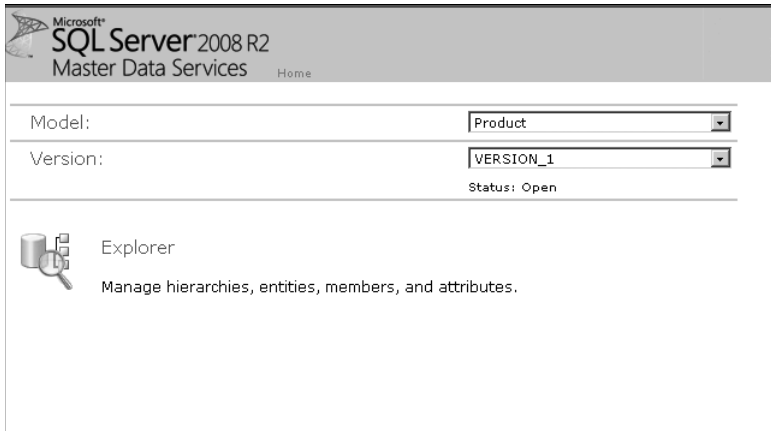 Microsoft®
SQL Server® 2008 R2
Master Data Services Home
Model: Product
Version: VERSION_1
Status: Open
Explorer
Manage hierarchies, entities, members, and attributes.